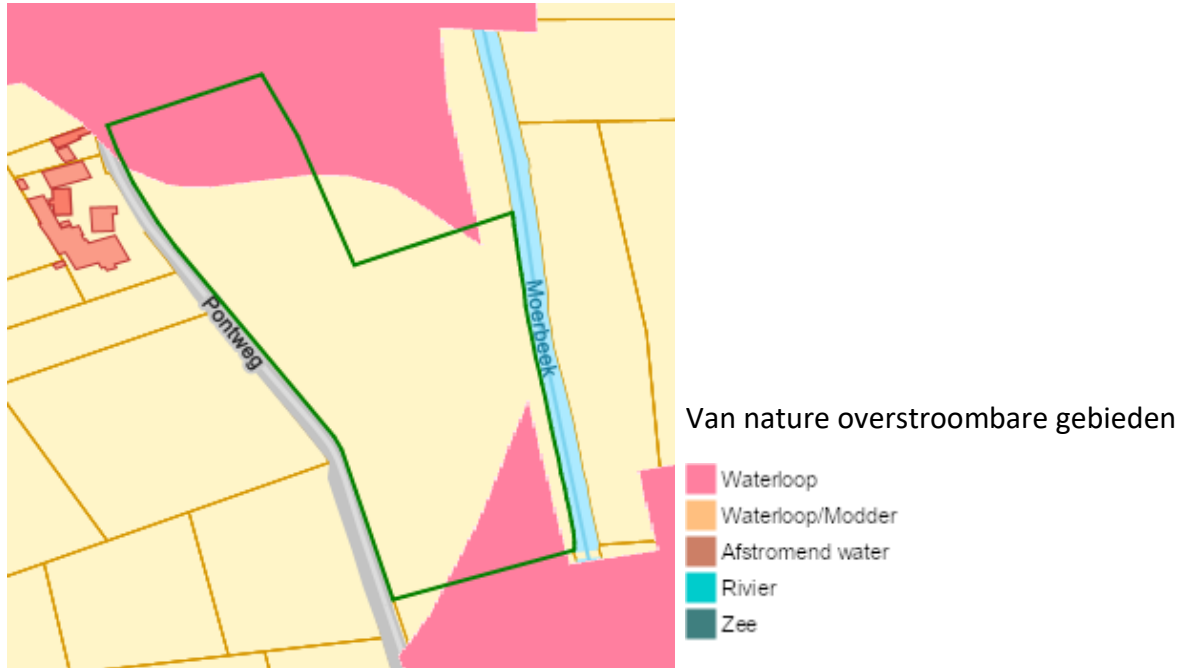 Pontweg
Moerbeek
Van nature overstroombare gebieden
Waterloop
Waterloop/Modder
Afstromend water
Rivier
Zee